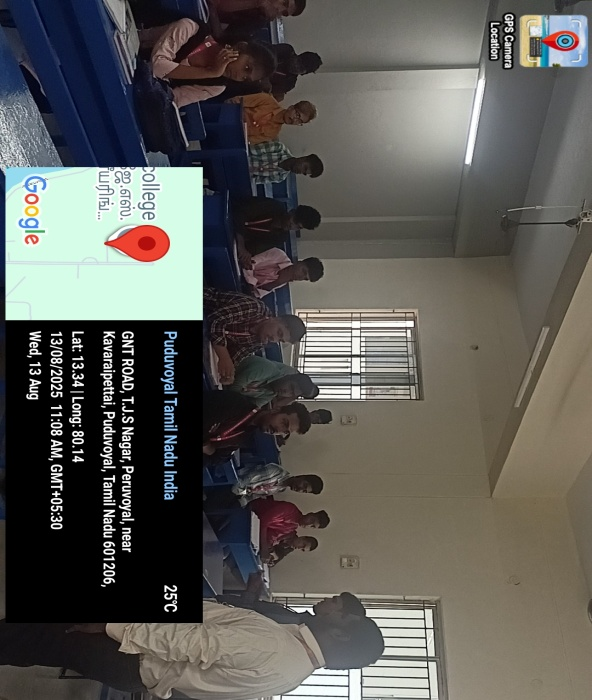 GPS Camera
Location
college
ஜே.எஸ்.
Google
Puduvoyal Tamil Nadu India
25°C
GNT ROAD, T.J.S Nagar, Peruvoyal, near
Kavaraipettai, Puduvoyal, Tamil Nadu 601206,
Lat: 13.34 | Long: 80.14
13/08/2025 11:08 AM, GMT+05:30
Wed, 13 Aug